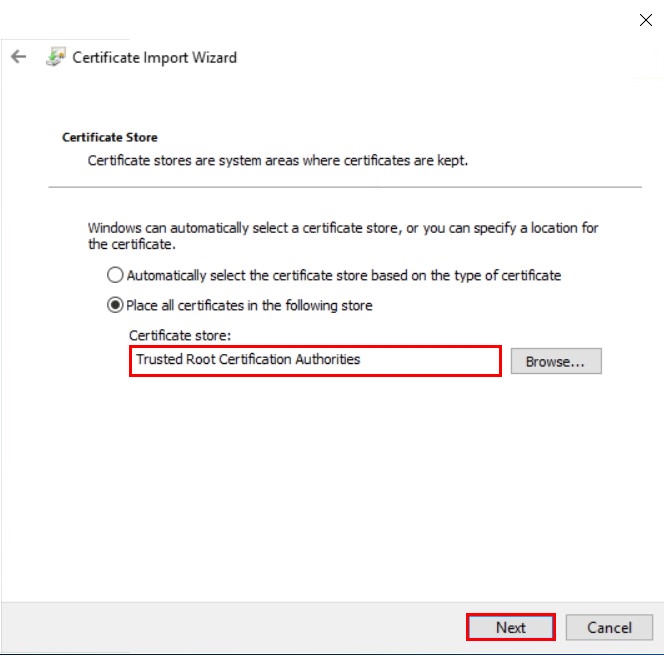 Certificate Import Wizard
Certificate Store
Certificate stores are system areas where certificates are kept.
Windows can automatically select a certificate store, or you can specify a location for
the certificate.
Automatically select the certificate store based on the type of certificate
Place all certificates in the following store
Certificate store:
Trusted Root Certification Authorities
Browse...
Next
Cancel